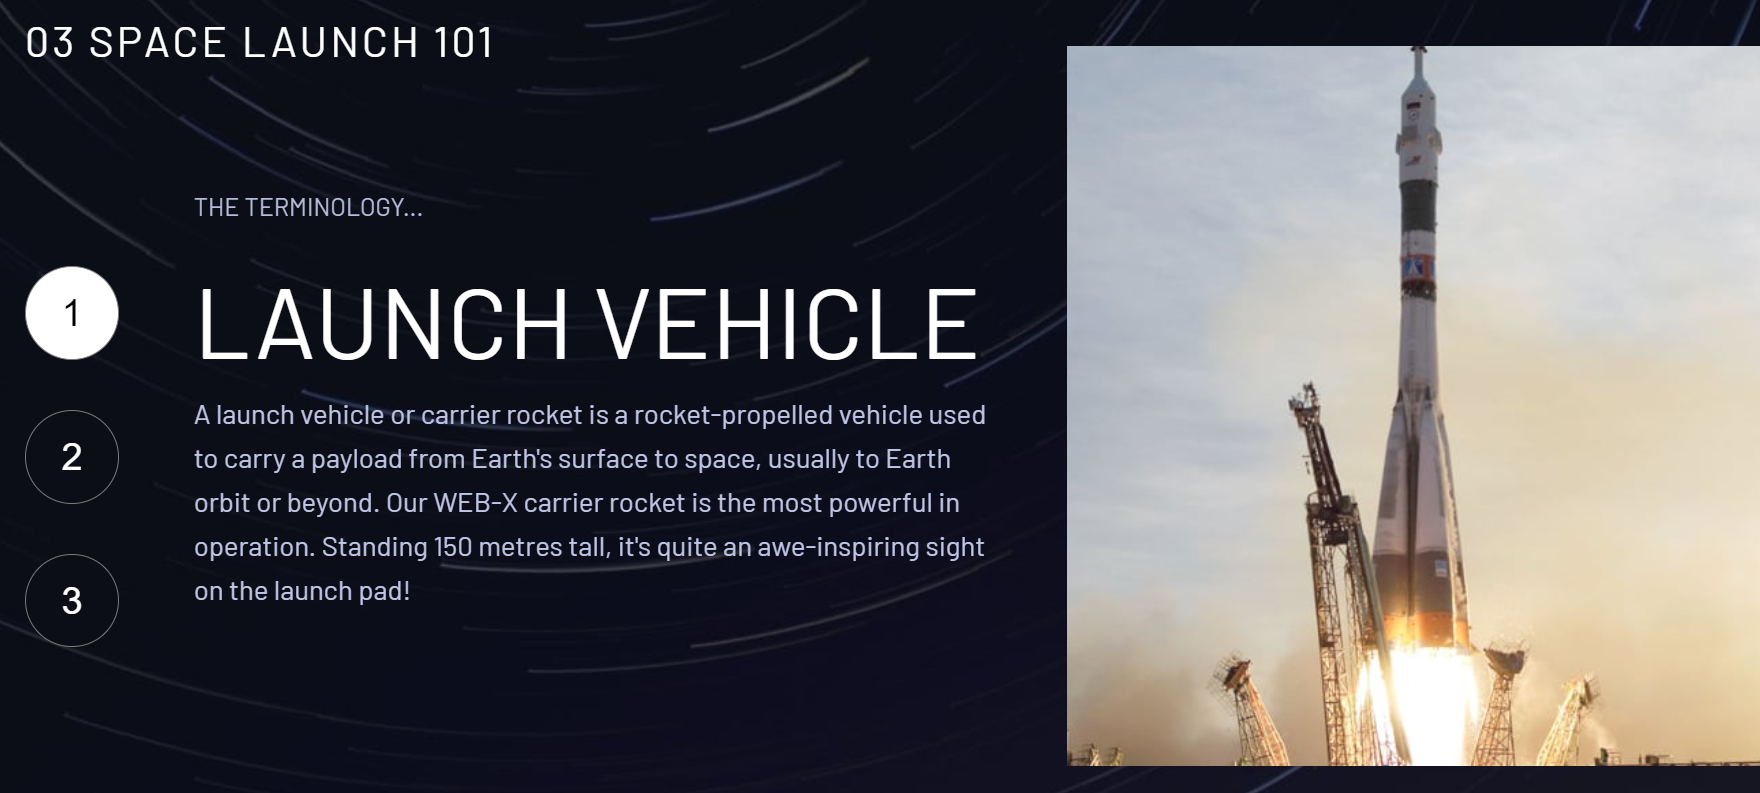 03 SPACE LAUNCH 101
THE TERMINOLOGY...
1
LAUNCH VEHICLE
A launch vehicle or carrier rocket is a rocket-propelled vehicle used
to carry a payload from Earth's surface to space, usually to Earth
orbit or beyond. Our WEB-X carrier rocket is the most powerful in
operation. Standing 150 metres tall, it's quite an awe-inspiring sight
on the launch pad!
2
3